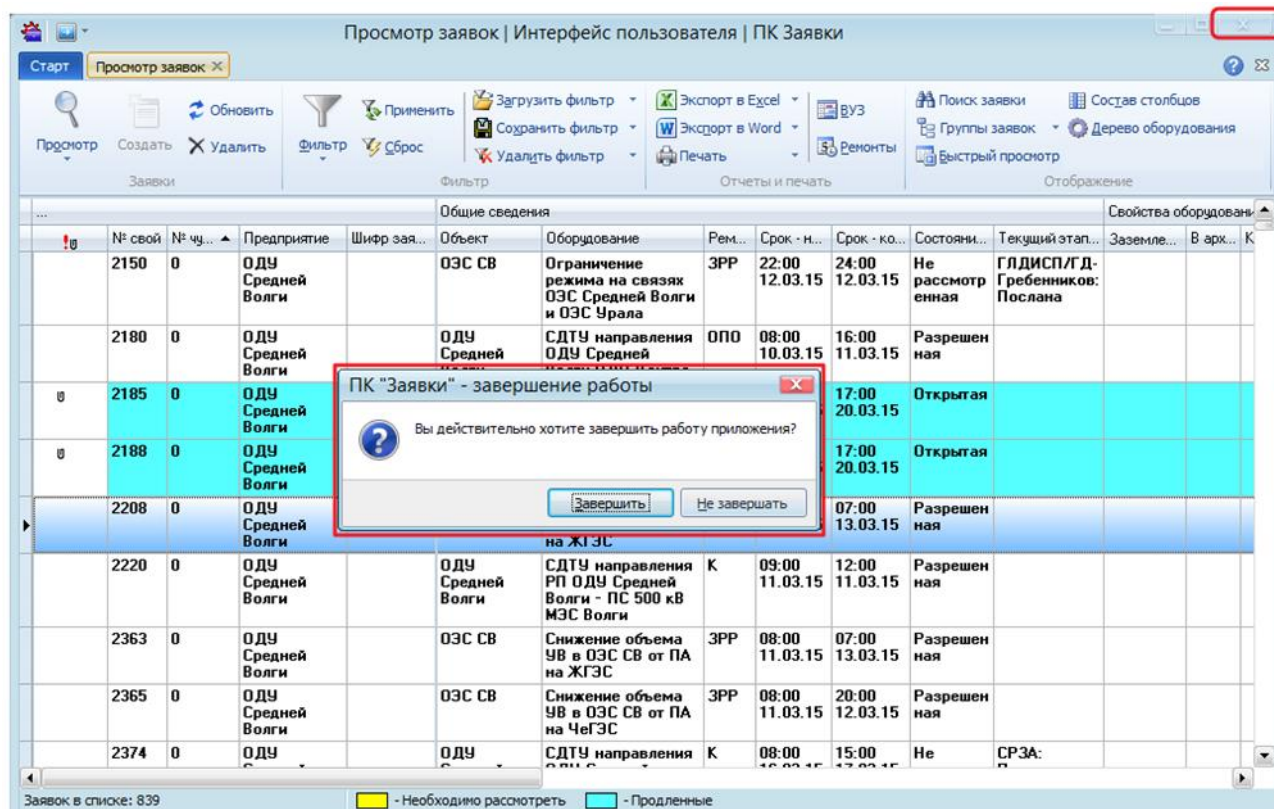 Просмотр заявок | Интерфейс пользователя | ПК Заявки
Старт
Просмотр заявок
Просмотр
Создать
Обновить
Удалить
Заявки
Фильтр
Применить
Сброс
Загрузить фильтр
Сохранить фильтр
Удалить фильтр
Фильтр
Экспорт в Excel
Экспорт в Word
Печать
ВУЗ
Ремонты
Отчеты и печать
Поиск заявки
Группы заявок
Быстрый просмотр
Состав столбцов
Дерево оборудования
Отображение
... Общие сведения Свойства оборудовани
№ свой № чу... Предприятие Шифр зая... Объект Оборудование Рем... Срок - н... Срок - ко... Состояни... Текущий этап... Заземле... В арх... К
2150 0 ОДУ ОЭС СВ Ограничение ЗРР 22:00 24:00 Не ГЛДИСП/ГД-
Средней режима на связях 12.03.15 12.03.15 рассмотр Гребенников:
Волги ОЭС Средней Волги енная Послана
и ОЭС Урала
2180 0 ОДУ ОДУ СДТУ направления ОПО 08:00 16:00 Разрешен
Средней Средней ОДУ Средней 10.03.15 11.03.15 ная
Волги
2185 0 ОДУ 17:00 Открытая
Средней 20.03.15
Волги
2188 0 ОДУ 17:00 Открытая
Средней 20.03.15
Волги
2208 0 ОДУ 07:00 Разрешен
Средней 13.03.15 ная
Волги на ЖГЭС
ПК "Заявки" - завершение работы
Вы действительно хотите завершить работу приложения?
Завершить Не завершать
2220 0 ОДУ ОДУ СДТУ направления К 09:00 12:00 Разрешен
Средней Средней РП ОДУ Средней 11.03.15 11.03.15 ная
Волги Волги Волги - ПС 500 кВ
МЭС Волги
2363 0 ОДУ ОЭС СВ Снижение объема ЗРР 08:00 07:00 Разрешен
Средней УВ в ОЭС СВ от ПА 11.03.15 13.03.15 ная
Волги на ЖГЭС
2365 0 ОДУ ОЭС СВ Снижение объема ЗРР 08:00 20:00 Разрешен
Средней УВ в ОЭС СВ от ПА 11.03.15 12.03.15 ная
Волги на ЧеГЭС
2374 0 ОДУ ОДУ СДТУ направления К 08:00 15:00 Не СРЗА:
Заявок в списке: 839 - Необходимо рассмотреть - Продленные